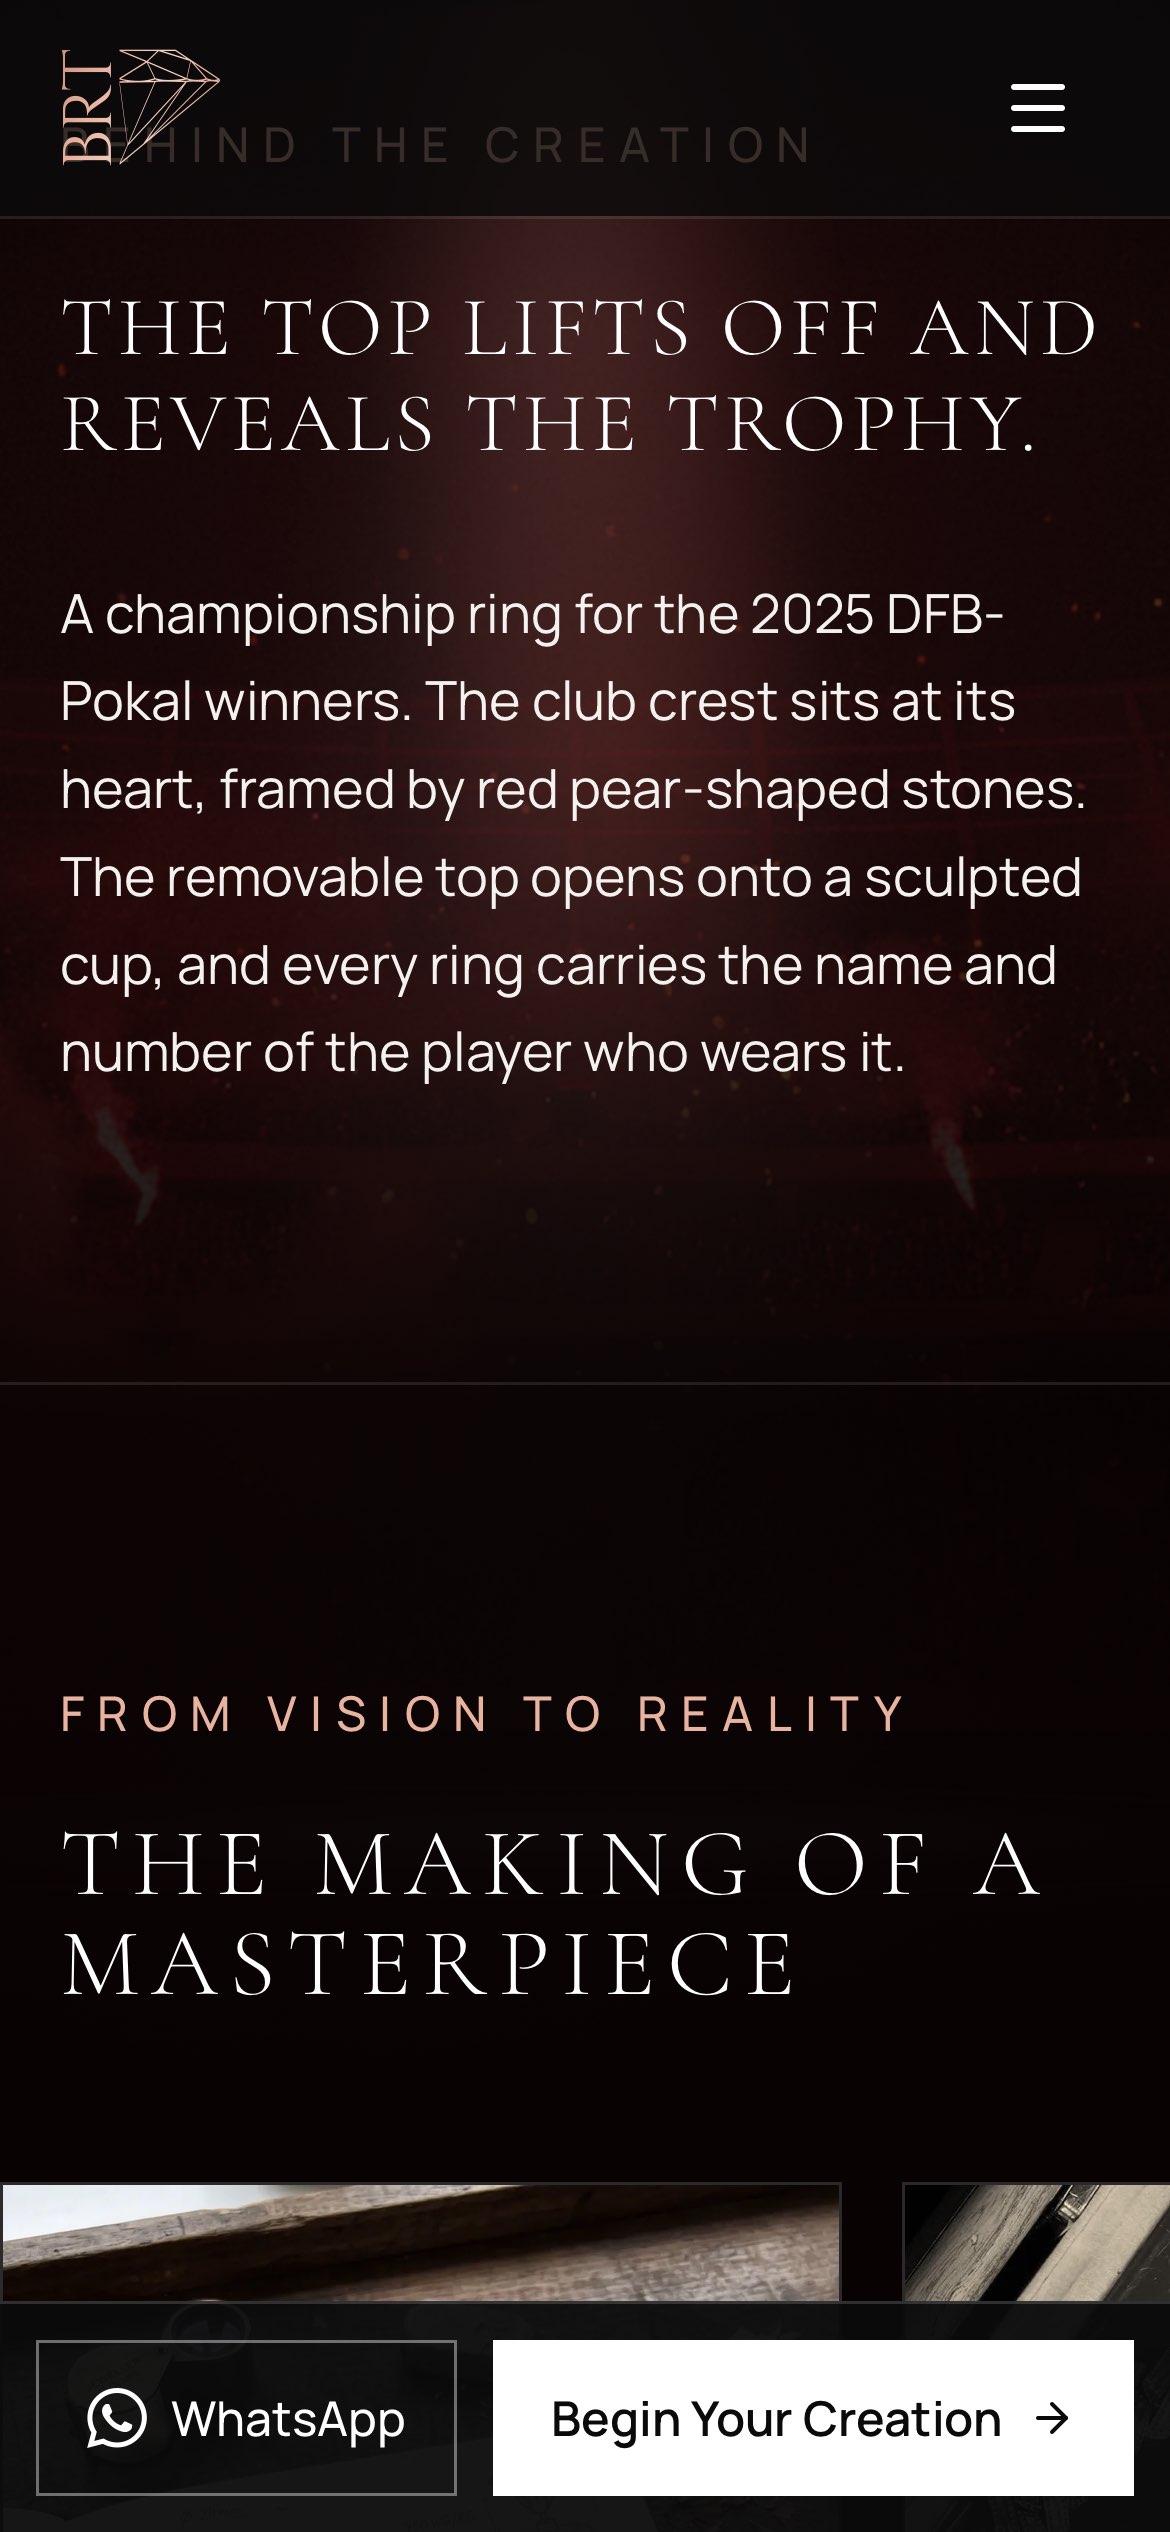 BRT
BEHIND THE CREATION
THE TOP LIFTS OFF AND
REVEALS THE TROPHY.
A championship ring for the 2025 DFB-
Pokal winners. The club crest sits at its
heart, framed by red pear-shaped stones.
The removable top opens onto a sculpted
cup, and every ring carries the name and
number of the player who wears it.
FROM VISION TO REALITY
THE MAKING OF A
MASTERPIECE
WhatsApp
Begin Your Creation →